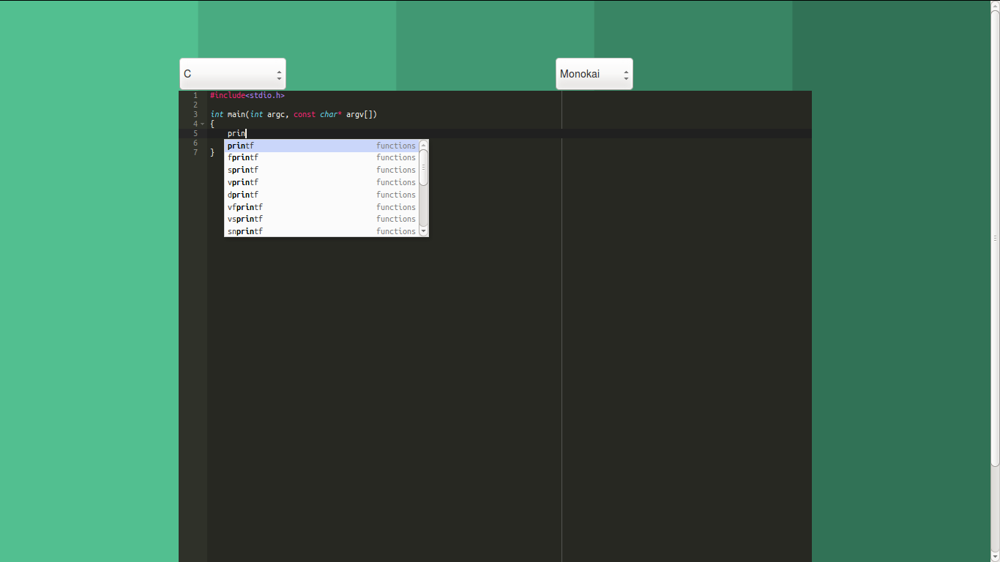 C Monokai
1 #include<stdio.h>
2
3 int main(int argc, const char* argv[])
4 {
5 prin
6
7 }
printf functions
fprintf functions
sprintf functions
vprintf functions
dprintf functions
vfprintf functions
vsprintf functions
snprintf functions